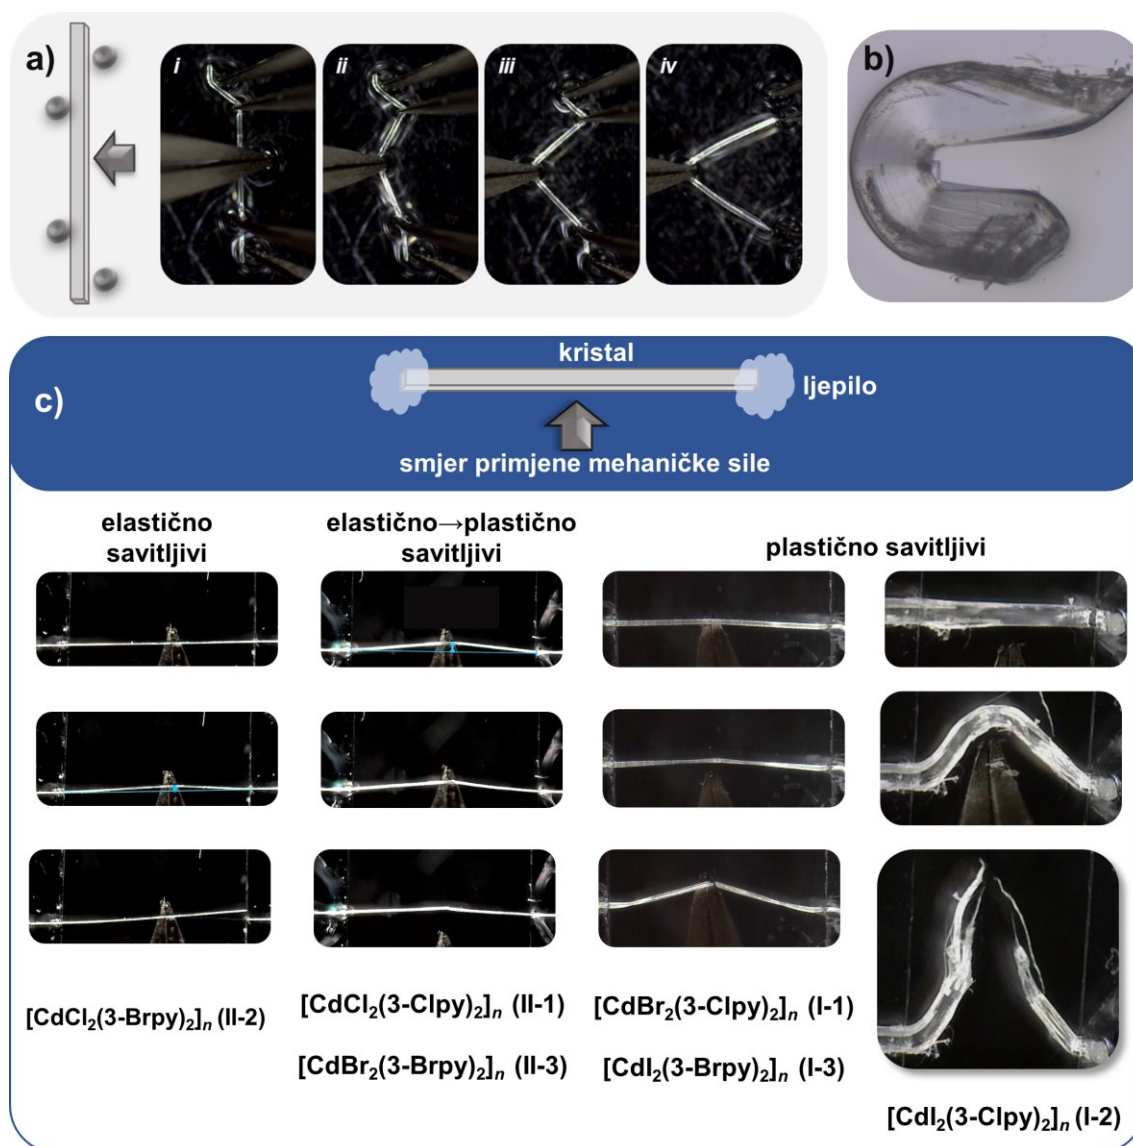 a)
i
ii
iii
iv
b)
c)
kristal
ljepilo
smjer primjene mehaničke sile
elastično
savitljivi
elastično→plastično
savitljivi
plastično savitljivi
[CdCl₂(3-Brpy)₂]ₙ (II-2)
[CdCl₂(3-Clpy)₂]ₙ (II-1)
[CdBr₂(3-Brpy)₂]ₙ (II-3)
[CdBr₂(3-Clpy)₂]ₙ (I-1)
[CdI₂(3-Brpy)₂]ₙ (I-3)
[CdI₂(3-Clpy)₂]ₙ (I-2)